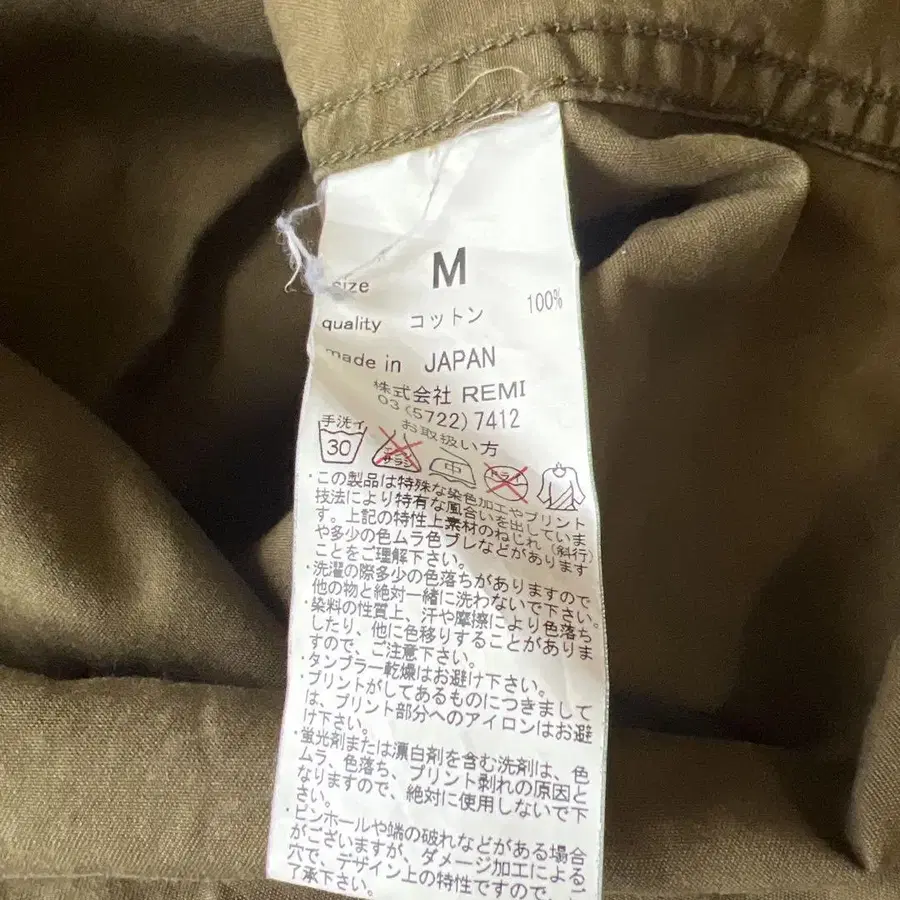 size M
quality コットン 100%
made in JAPAN
株式会社 REMI
03 (5722) 7412
お取扱い方
手洗イ
30
エンソ サラシ
中
ドライ
・この製品は特殊な染色加工やプリント
技法により特有な風合いを出していま
す。上記の特性上素材のねじれ（斜行）
や多少の色ムラ色ブレなどがあります
ことをご理解下さい。
・洗濯の際多少の色落ちがありますので
他の物と絶対一緒に洗わないで下さい。
・染料の性質上、汗や摩擦により色落ち
したり、他に色移りすることがありま
すので、ご注意下さい。
・タンブラー乾燥はお避け下さい。
・プリントがしてあるものにつきまして
は、プリント部分へのアイロンはお避
け下さい。
・蛍光剤または漂白剤を含む洗剤は、色
ムラ、色落ち、プリント剥れの原因と
なりますので、絶対に使用しないで下
さい。
・ピンホールや端の破れなどがある場合
がございますが、ダメージ加工による
穴で、デザイン上の特性ですので、
了承下さい。